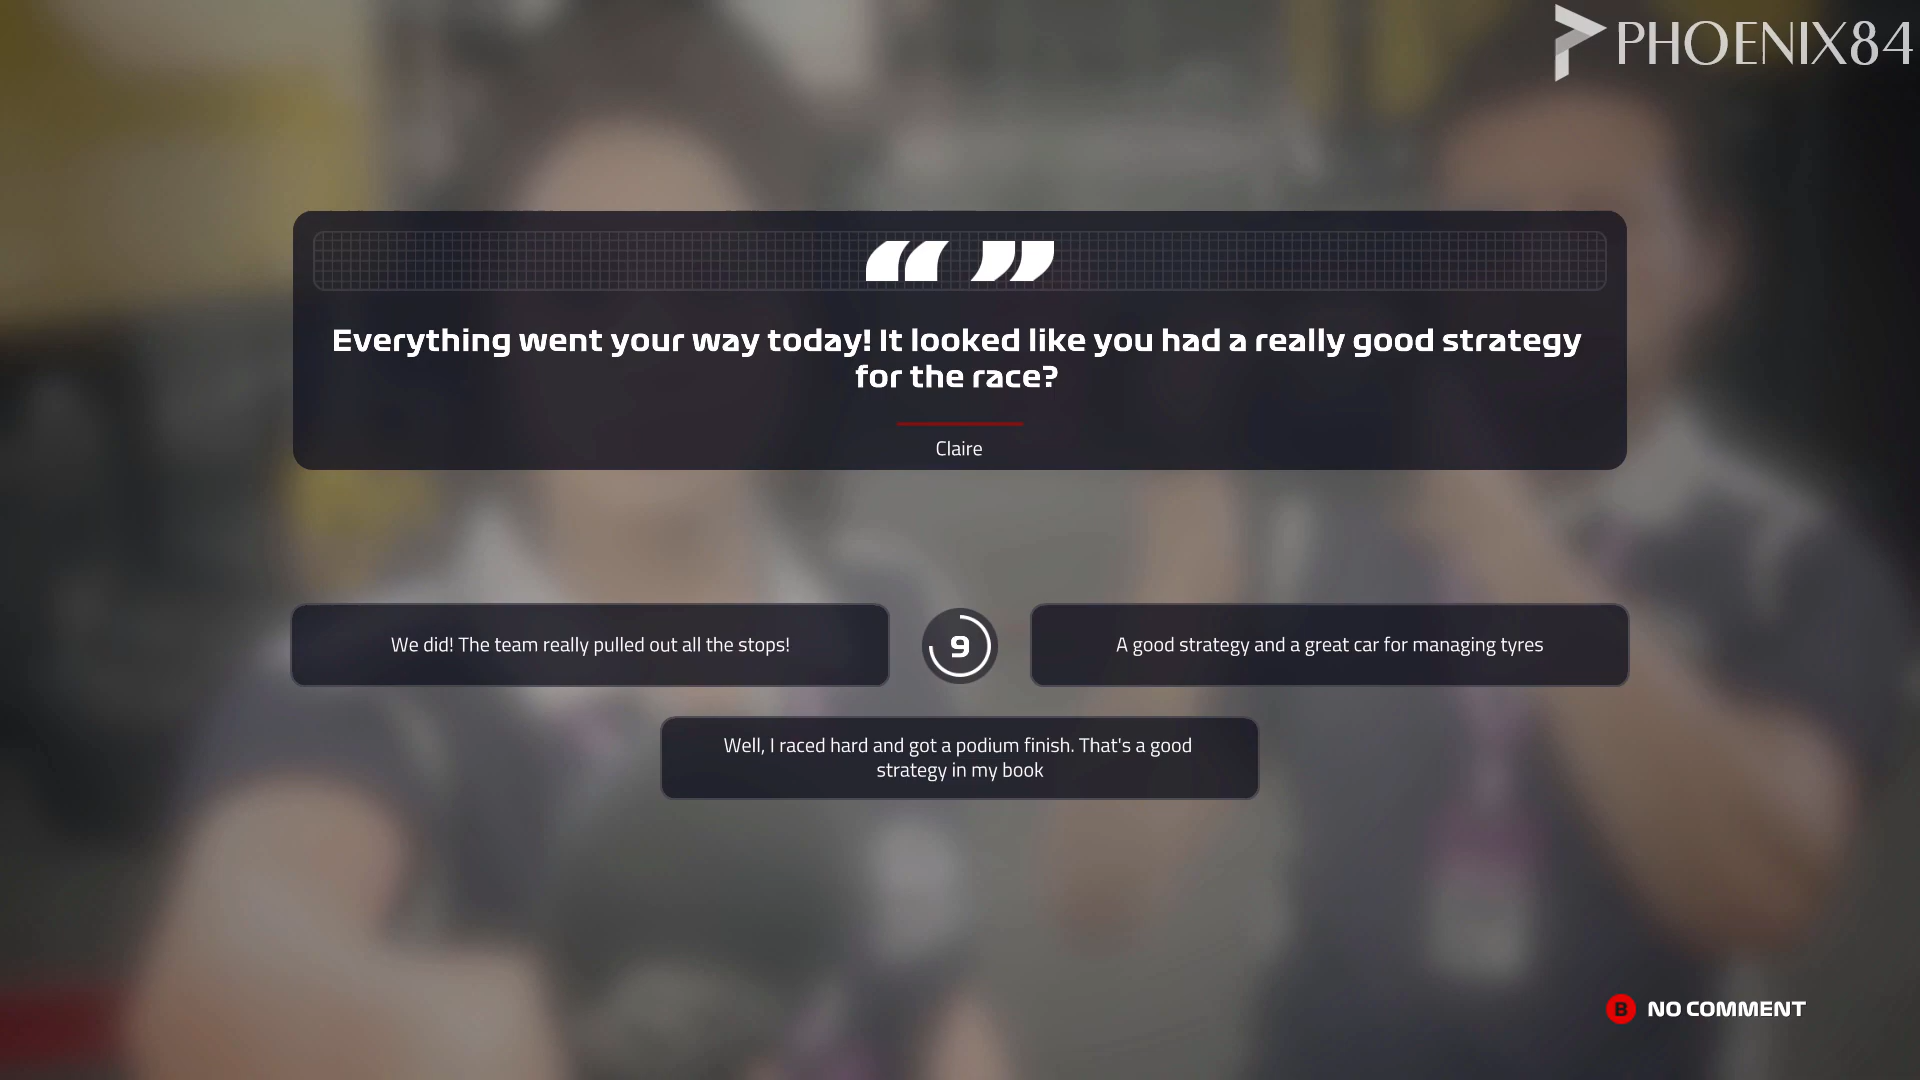 PHOENIX84
Everything went your way today! It looked like you had a really good strategy
for the race?
Claire
We did! The team really pulled out all the stops!
9
A good strategy and a great car for managing tyres
Well, I raced hard and got a podium finish. That's a good
strategy in my book
B NO COMMENT